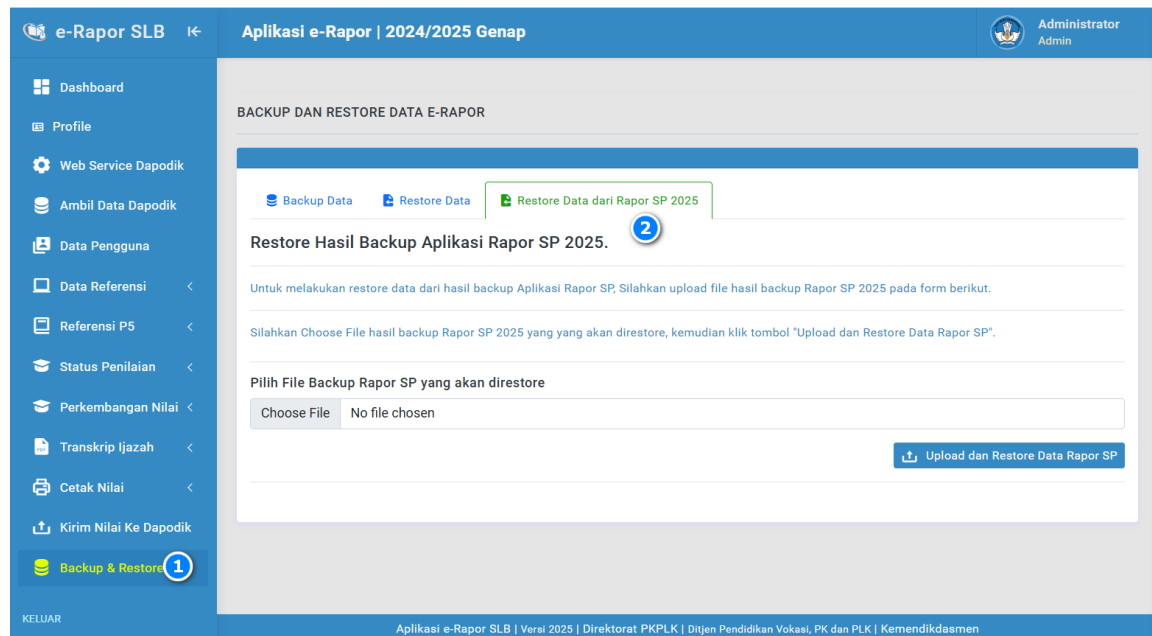 e-Rapor SLB
Aplikasi e-Rapor | 2024/2025 Genap
Administrator
Admin
Dashboard
Profile
Web Service Dapodik
Ambil Data Dapodik
Data Pengguna
Data Referensi
Referensi P5
Status Penilaian
Perkembangan Nilai
Transkrip Ijazah
Cetak Nilai
Kirim Nilai Ke Dapodik
Backup & Restore
1
KELUAR
BACKUP DAN RESTORE DATA E-RAPOR
Backup Data Restore Data Restore Data dari Rapor SP 2025
2
Restore Hasil Backup Aplikasi Rapor SP 2025.
Untuk melakukan restore data dari hasil backup Aplikasi Rapor SP, Silahkan upload file hasil backup Rapor SP 2025 pada form berikut.
Silahkan Choose File hasil backup Rapor SP 2025 yang yang akan direstore, kemudian klik tombol "Upload dan Restore Data Rapor SP".
Pilih File Backup Rapor SP yang akan direstore
Choose File No file chosen
Upload dan Restore Data Rapor SP
Aplikasi e-Rapor SLB | Versi 2025 | Direktorat PKPLK | Ditjen Pendidikan Vokasi, PK dan PLK | Kemendikdasmen